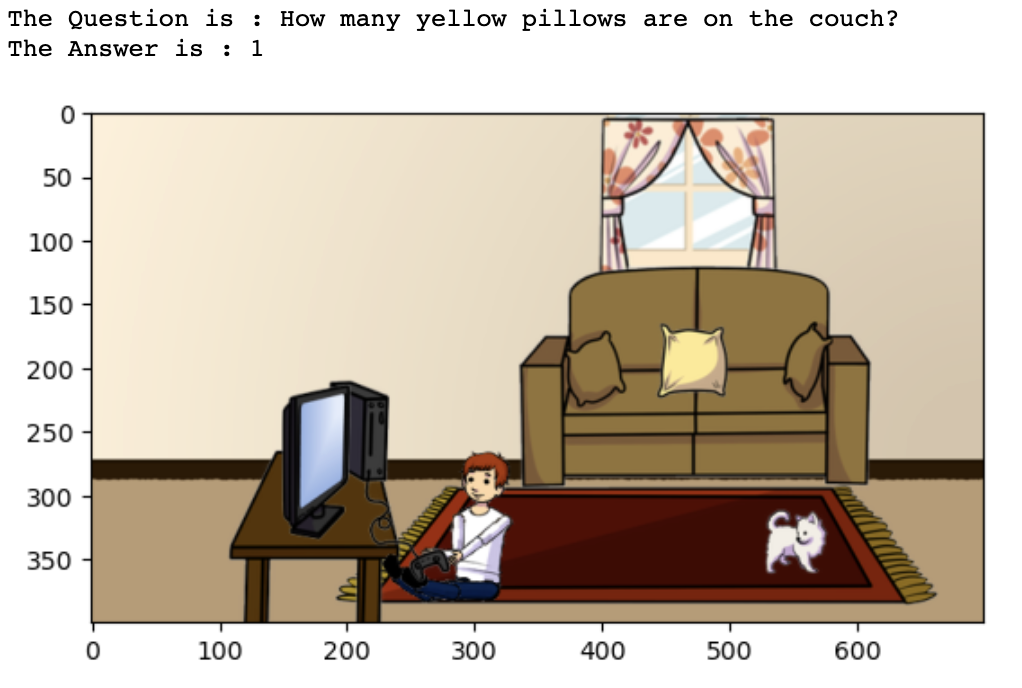 The Question is : How many yellow pillows are on the couch?
The Answer is : 1
0
50
100
150
200
250
300
350
0 100 200 300 400 500 600